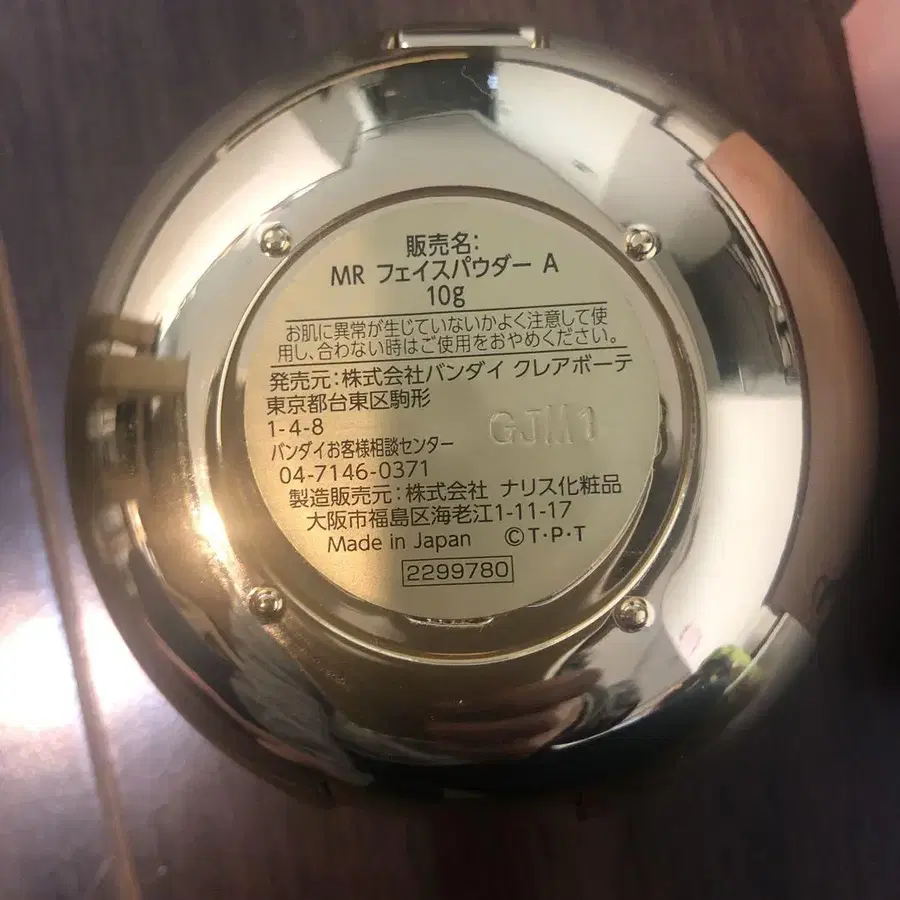 販売名:
MR フェイスパウダー A
10g
お肌に異常が生じていないかよく注意して使
用し、合わない時はご使用をおやめください。
発売元:株式会社バンダイ クレアボーテ
東京都台東区駒形
1-4-8
GJM1
バンダイお客様相談センター
04-7146-0371
製造販売元:株式会社 ナリス化粧品
大阪市福島区海老江1-11-17
Made in Japan ©T・P・T
2299780